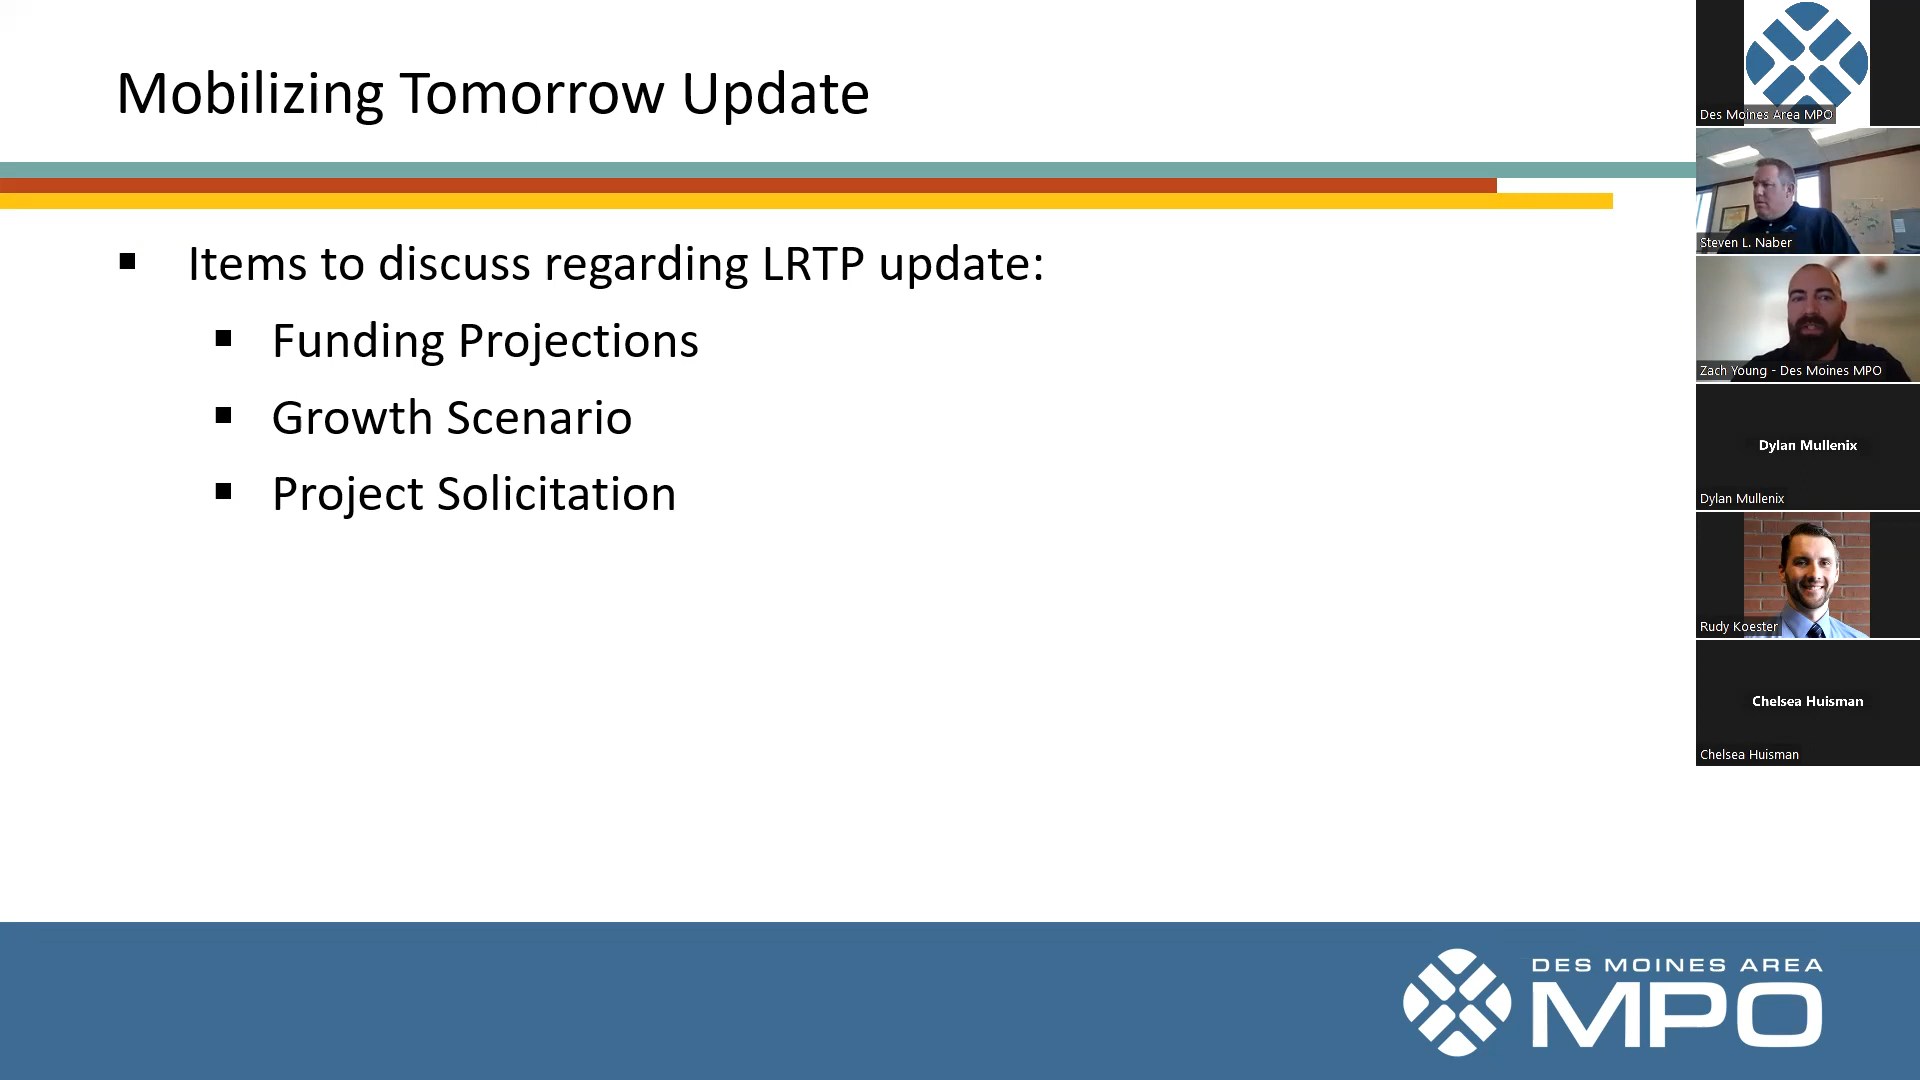 Mobilizing Tomorrow Update
Items to discuss regarding LRTP update:
Funding Projections
Growth Scenario
Project Solicitation
Des Moines Area MPO
Steven L. Naber
Zach Young - Des Moines MPO
Dylan Mullenix
Dylan Mullenix
Rudy Koester
Chelsea Huisman
Chelsea Huisman
DES MOINES AREA
MPO